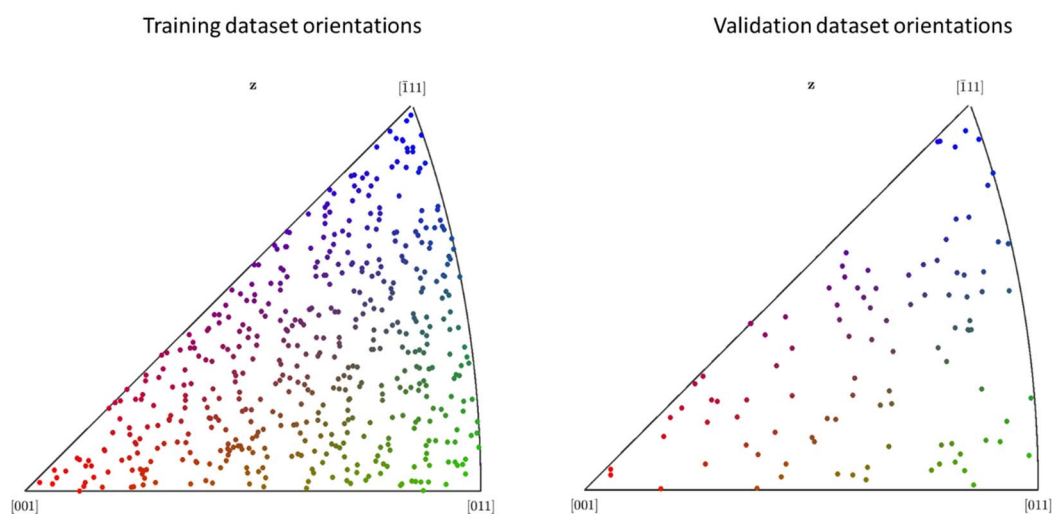 Training dataset orientations
Validation dataset orientations
z
[1̄11]
z
[1̄11]
[001]
[011]
[001]
[011]